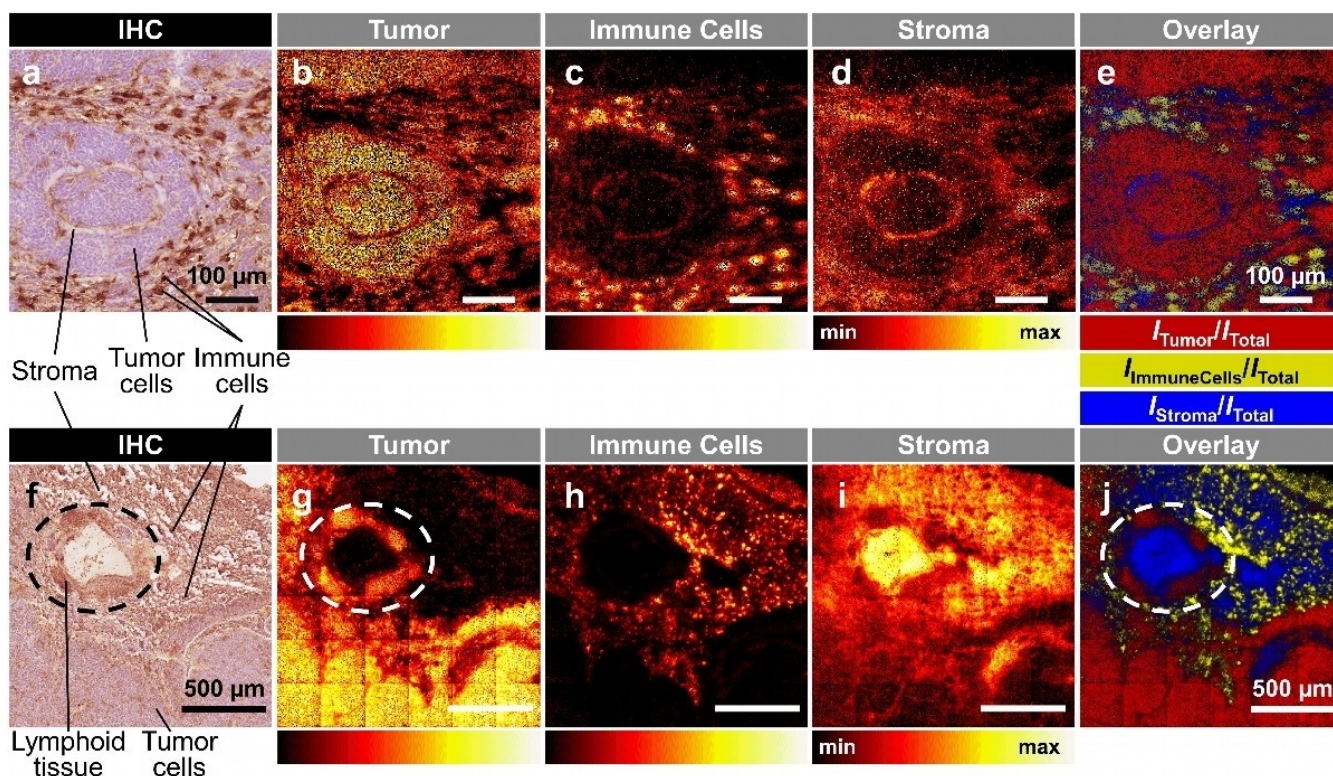 IHC
Tumor
Immune Cells
Stroma
Overlay
a
b
c
d
e
100 µm
100 µm
min
max
I_Tumor/I_Total
I_ImmuneCells/I_Total
I_Stroma/I_Total
Stroma
Tumor
cells
Immune
cells
IHC
Tumor
Immune Cells
Stroma
Overlay
f
g
h
i
j
500 µm
500 µm
min
max
Lymphoid
tissue
Tumor
cells